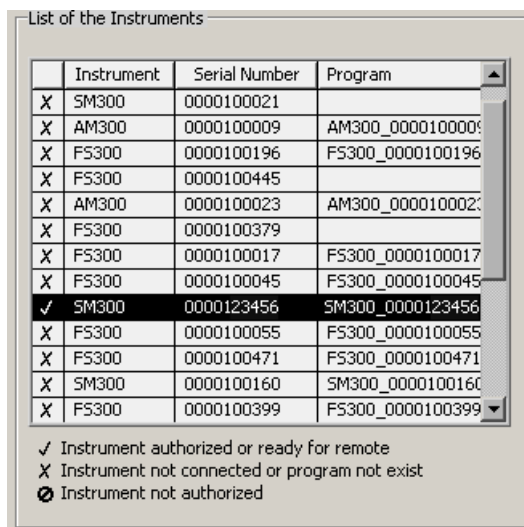 List of the Instruments
Instrument Serial Number Program
X SM300 0000100021
X AM300 0000100009 AM300_0000100009
X FS300 0000100196 FS300_0000100196
X FS300 0000100445
X AM300 0000100023 AM300_0000100023
X FS300 0000100379
X FS300 0000100017 FS300_0000100017
X FS300 0000100045 FS300_0000100045
✓ SM300 0000123456 SM300_0000123456
X FS300 0000100055 FS300_0000100055
X FS300 0000100471 FS300_0000100471
X SM300 0000100160 SM300_0000100160
X FS300 0000100399 FS300_0000100399
✓ Instrument authorized or ready for remote
X Instrument not connected or program not exist
Instrument not authorized